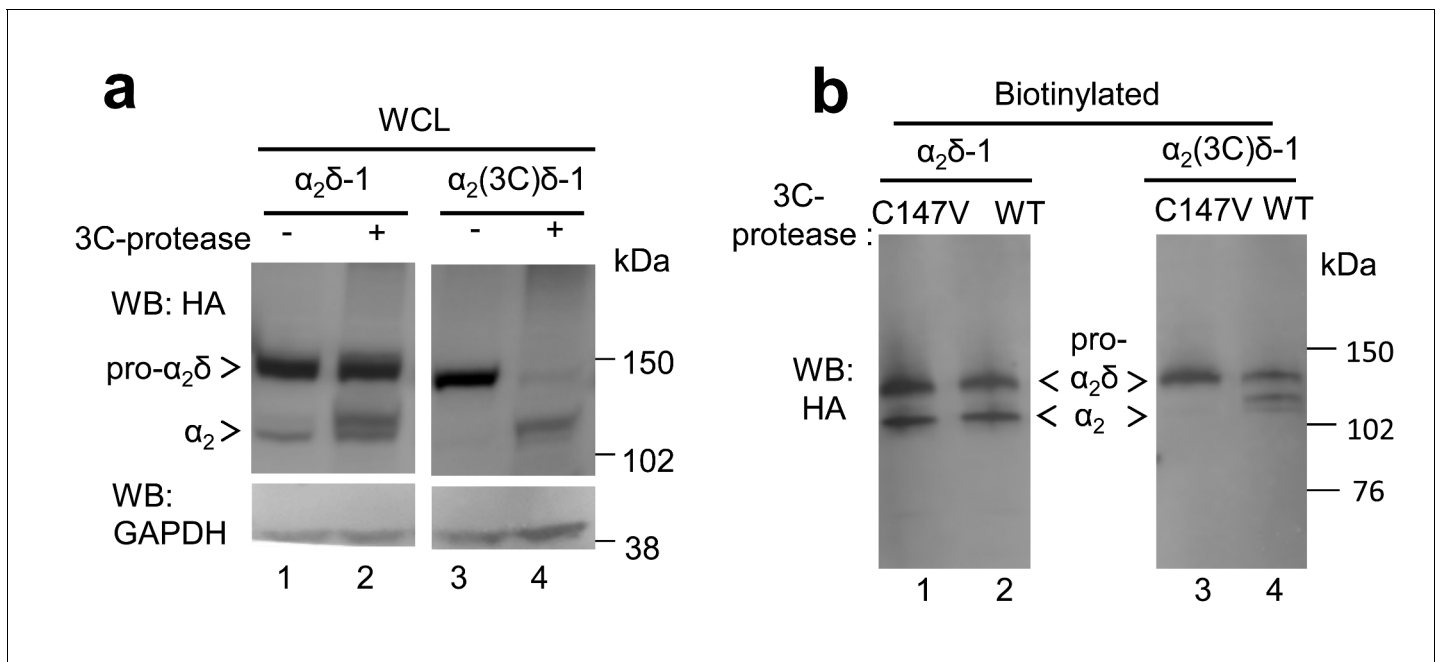 a
WCL
α2δ-1 α2(3C)δ-1
3C-protease - + - +
kDa
WB: HA
pro-α2δ > 150
α2 >
102
WB:
GAPDH
38
1 2 3 4
b
Biotinylated
α2δ-1 α2(3C)δ-1
3C-
protease : C147V WT C147V WT
kDa
pro-
150
WB:
HA
< α2δ >
< α2 >
102
76
1 2 3 4